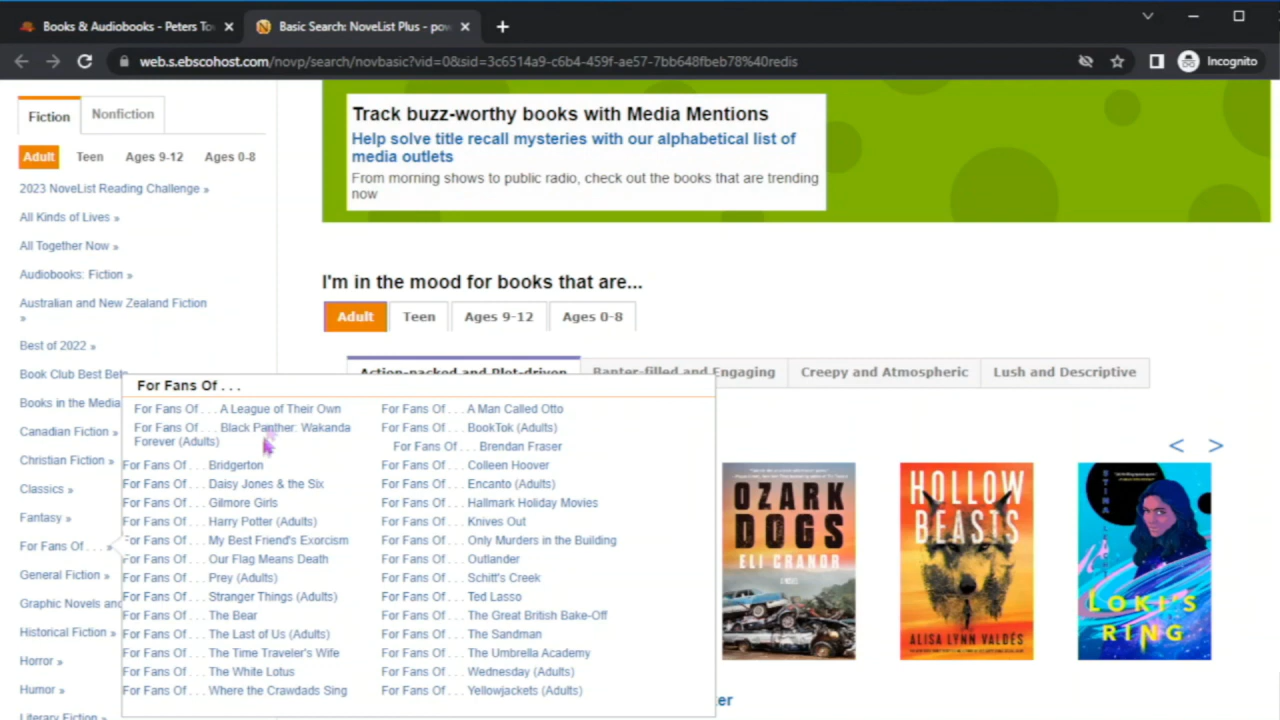 Books & Audiobooks - Peters To
Basic Search: NoveList Plus - pow
web.s.ebscohost.com/novp/search/novbasic?vid=0&sid=3c6514a9-c6b4-459f-ae57-7bb648fbeb78%40redis
Incognito
Fiction
Nonfiction
Adult
Teen
Ages 9-12
Ages 0-8
2023 NoveList Reading Challenge »
All Kinds of Lives »
All Together Now »
Audiobooks: Fiction »
Australian and New Zealand Fiction
»
Best of 2022 »
Book Club Best Bets
Books in the Media
Canadian Fiction »
Christian Fiction »
Classics »
Fantasy »
For Fans Of . . . »
General Fiction »
Graphic Novels and
Historical Fiction »
Horror »
Humor »
Literary Fiction »
Track buzz-worthy books with Media Mentions
Help solve title recall mysteries with our alphabetical list of
media outlets
From morning shows to public radio, check out the books that are trending
now
I'm in the mood for books that are...
Adult
Teen
Ages 9-12
Ages 0-8
Action-packed and Plot-driven
Banter-filled and Engaging
Creepy and Atmospheric
Lush and Descriptive
For Fans Of . . .
For Fans Of . . . A League of Their Own
For Fans Of . . . A Man Called Otto
For Fans Of . . . Black Panther: Wakanda
Forever (Adults)
For Fans Of . . . BookTok (Adults)
For Fans Of . . . Brendan Fraser
For Fans Of . . . Bridgerton
For Fans Of . . . Colleen Hoover
For Fans Of . . . Daisy Jones & the Six
For Fans Of . . . Encanto (Adults)
For Fans Of . . . Gilmore Girls
For Fans Of . . . Hallmark Holiday Movies
For Fans Of . . . Harry Potter (Adults)
For Fans Of . . . Knives Out
For Fans Of . . . My Best Friend's Exorcism
For Fans Of . . . Only Murders in the Building
For Fans Of . . . Our Flag Means Death
For Fans Of . . . Outlander
For Fans Of . . . Prey (Adults)
For Fans Of . . . Schitt's Creek
For Fans Of . . . Stranger Things (Adults)
For Fans Of . . . Ted Lasso
For Fans Of . . . The Bear
For Fans Of . . . The Great British Bake-Off
For Fans Of . . . The Last of Us (Adults)
For Fans Of . . . The Sandman
For Fans Of . . . The Time Traveler's Wife
For Fans Of . . . The Umbrella Academy
For Fans Of . . . The White Lotus
For Fans Of . . . Wednesday (Adults)
For Fans Of . . . Where the Crawdads Sing
For Fans Of . . . Yellowjackets (Adults)
< >
OZARK
DOGS
ELI CRANOR
A NOVEL
HOLLOW
BEASTS
ALISA LYNN VALDÉS
STINA
LOKI'S
RING
er